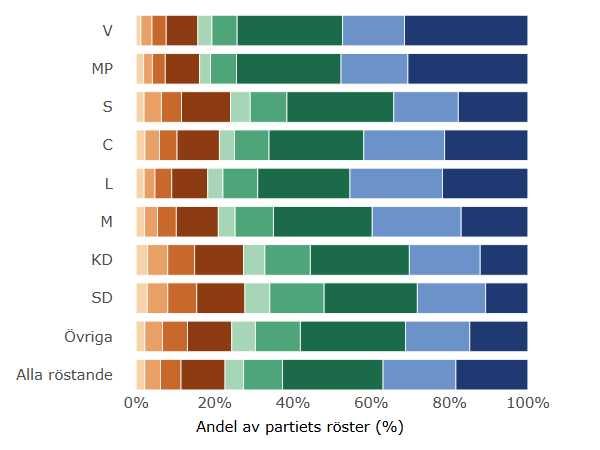 V
MP
S
C
L
M
KD
SD
Övriga
Alla röstande
0% 20% 40% 60% 80% 100%
Andel av partiets röster (%)